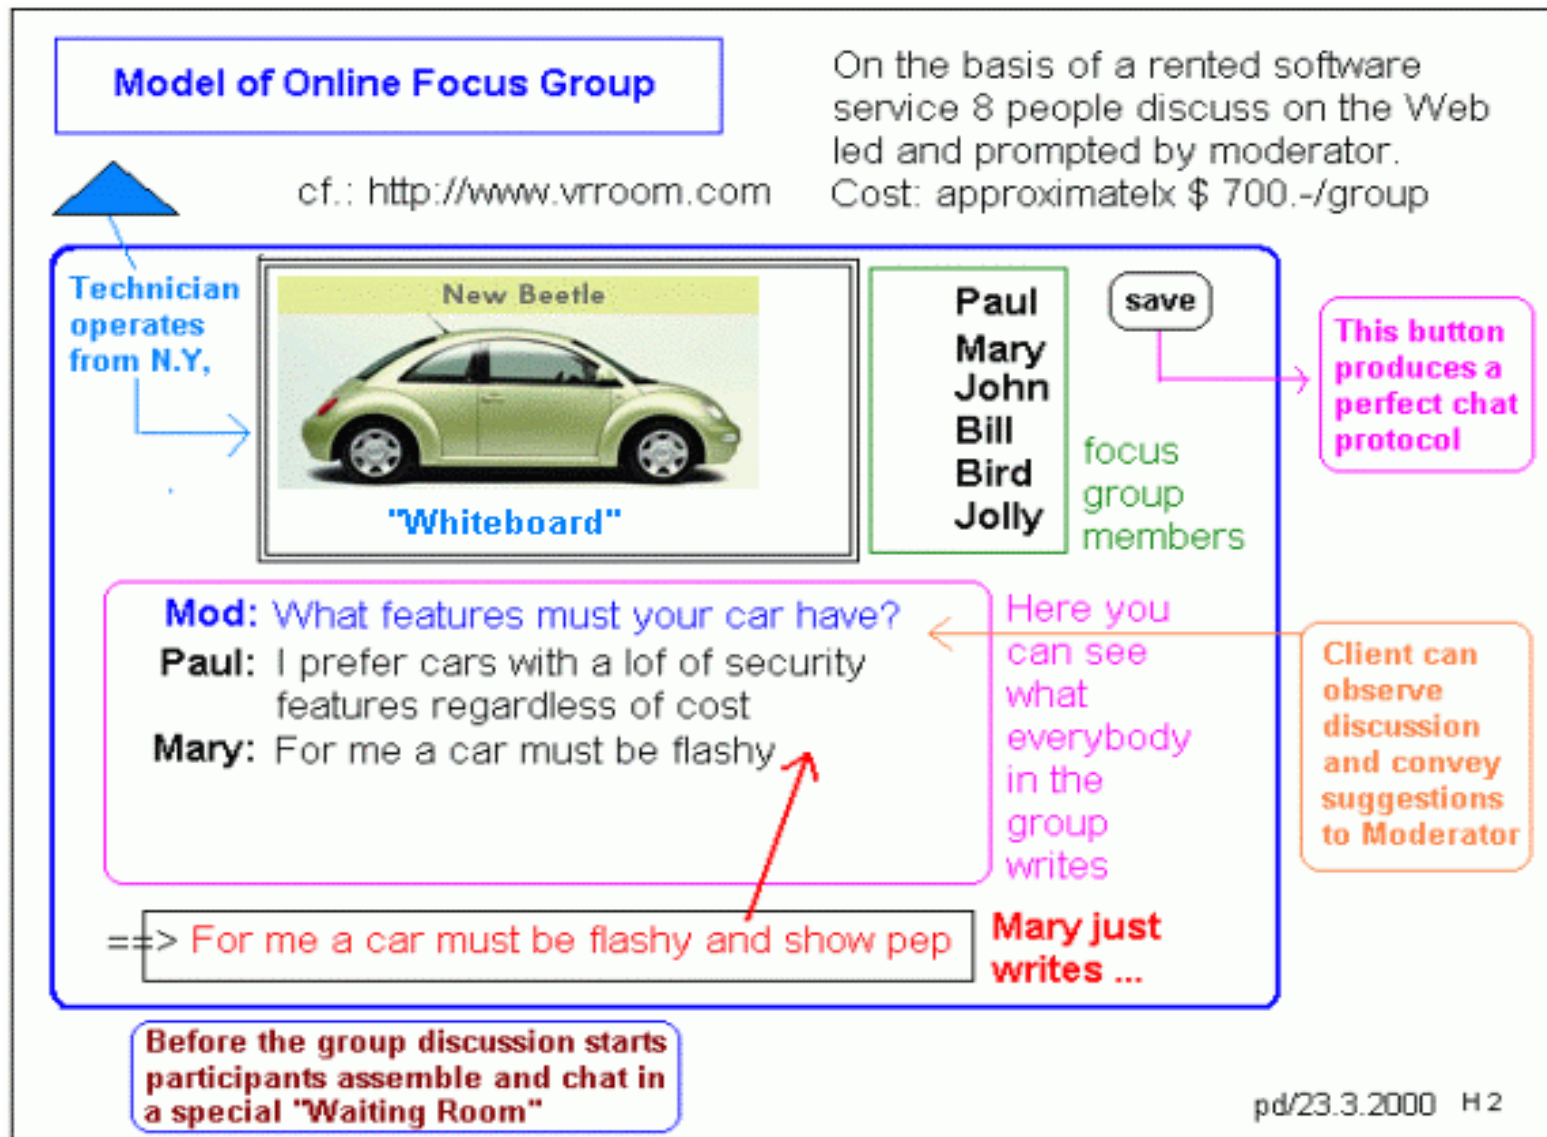 Model of Online Focus Group
On the basis of a rented software
service 8 people discuss on the Web
led and prompted by moderator.
Cost: approximatelx $ 700.-/group
cf.: http://www.vrroom.com
Technician
operates
from N.Y,
New Beetle
"Whiteboard"
Paul
Mary
John
Bill
Bird
Jolly
focus
group
members
save
This button
produces a
perfect chat
protocol
Mod: What features must your car have?
Paul: I prefer cars with a lof of security
features regardless of cost
Mary: For me a car must be flashy
Here you
can see
what
everybody
in the
group
writes
Client can
observe
discussion
and convey
suggestions
to Moderator
==> For me a car must be flashy and show pep
Mary just
writes ...
Before the group discussion starts
participants assemble and chat in
a special "Waiting Room"
pd/23.3.2000 H 2